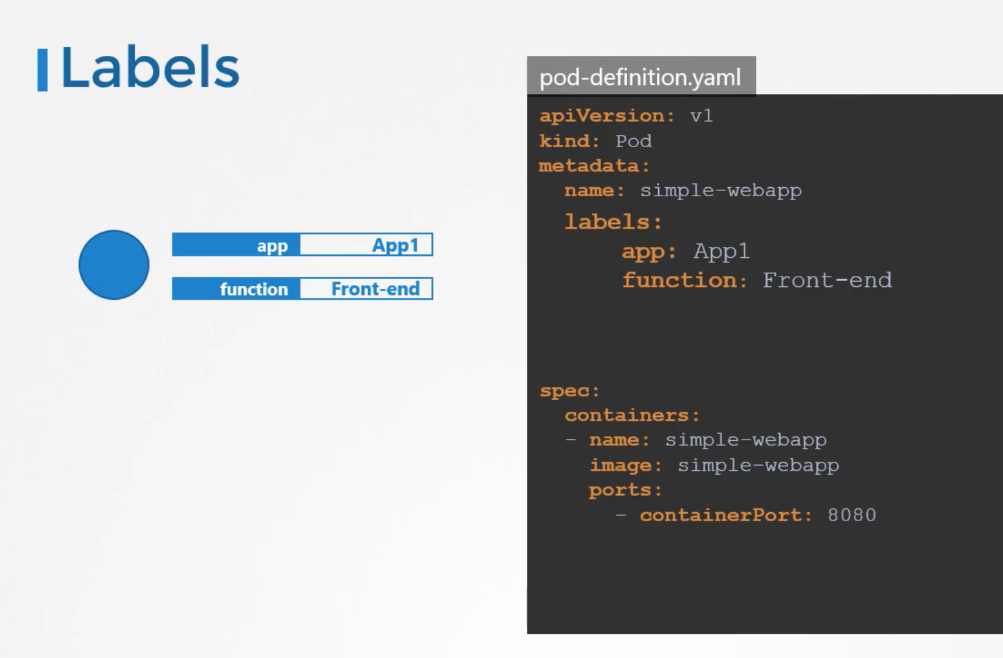 Labels
app App1
function Front-end
pod-definition.yaml
apiVersion: v1
kind: Pod
metadata:
  name: simple-webapp
  labels:
      app: App1
      function: Front-end
spec:
  containers:
  - name: simple-webapp
    image: simple-webapp
    ports:
      - containerPort: 8080